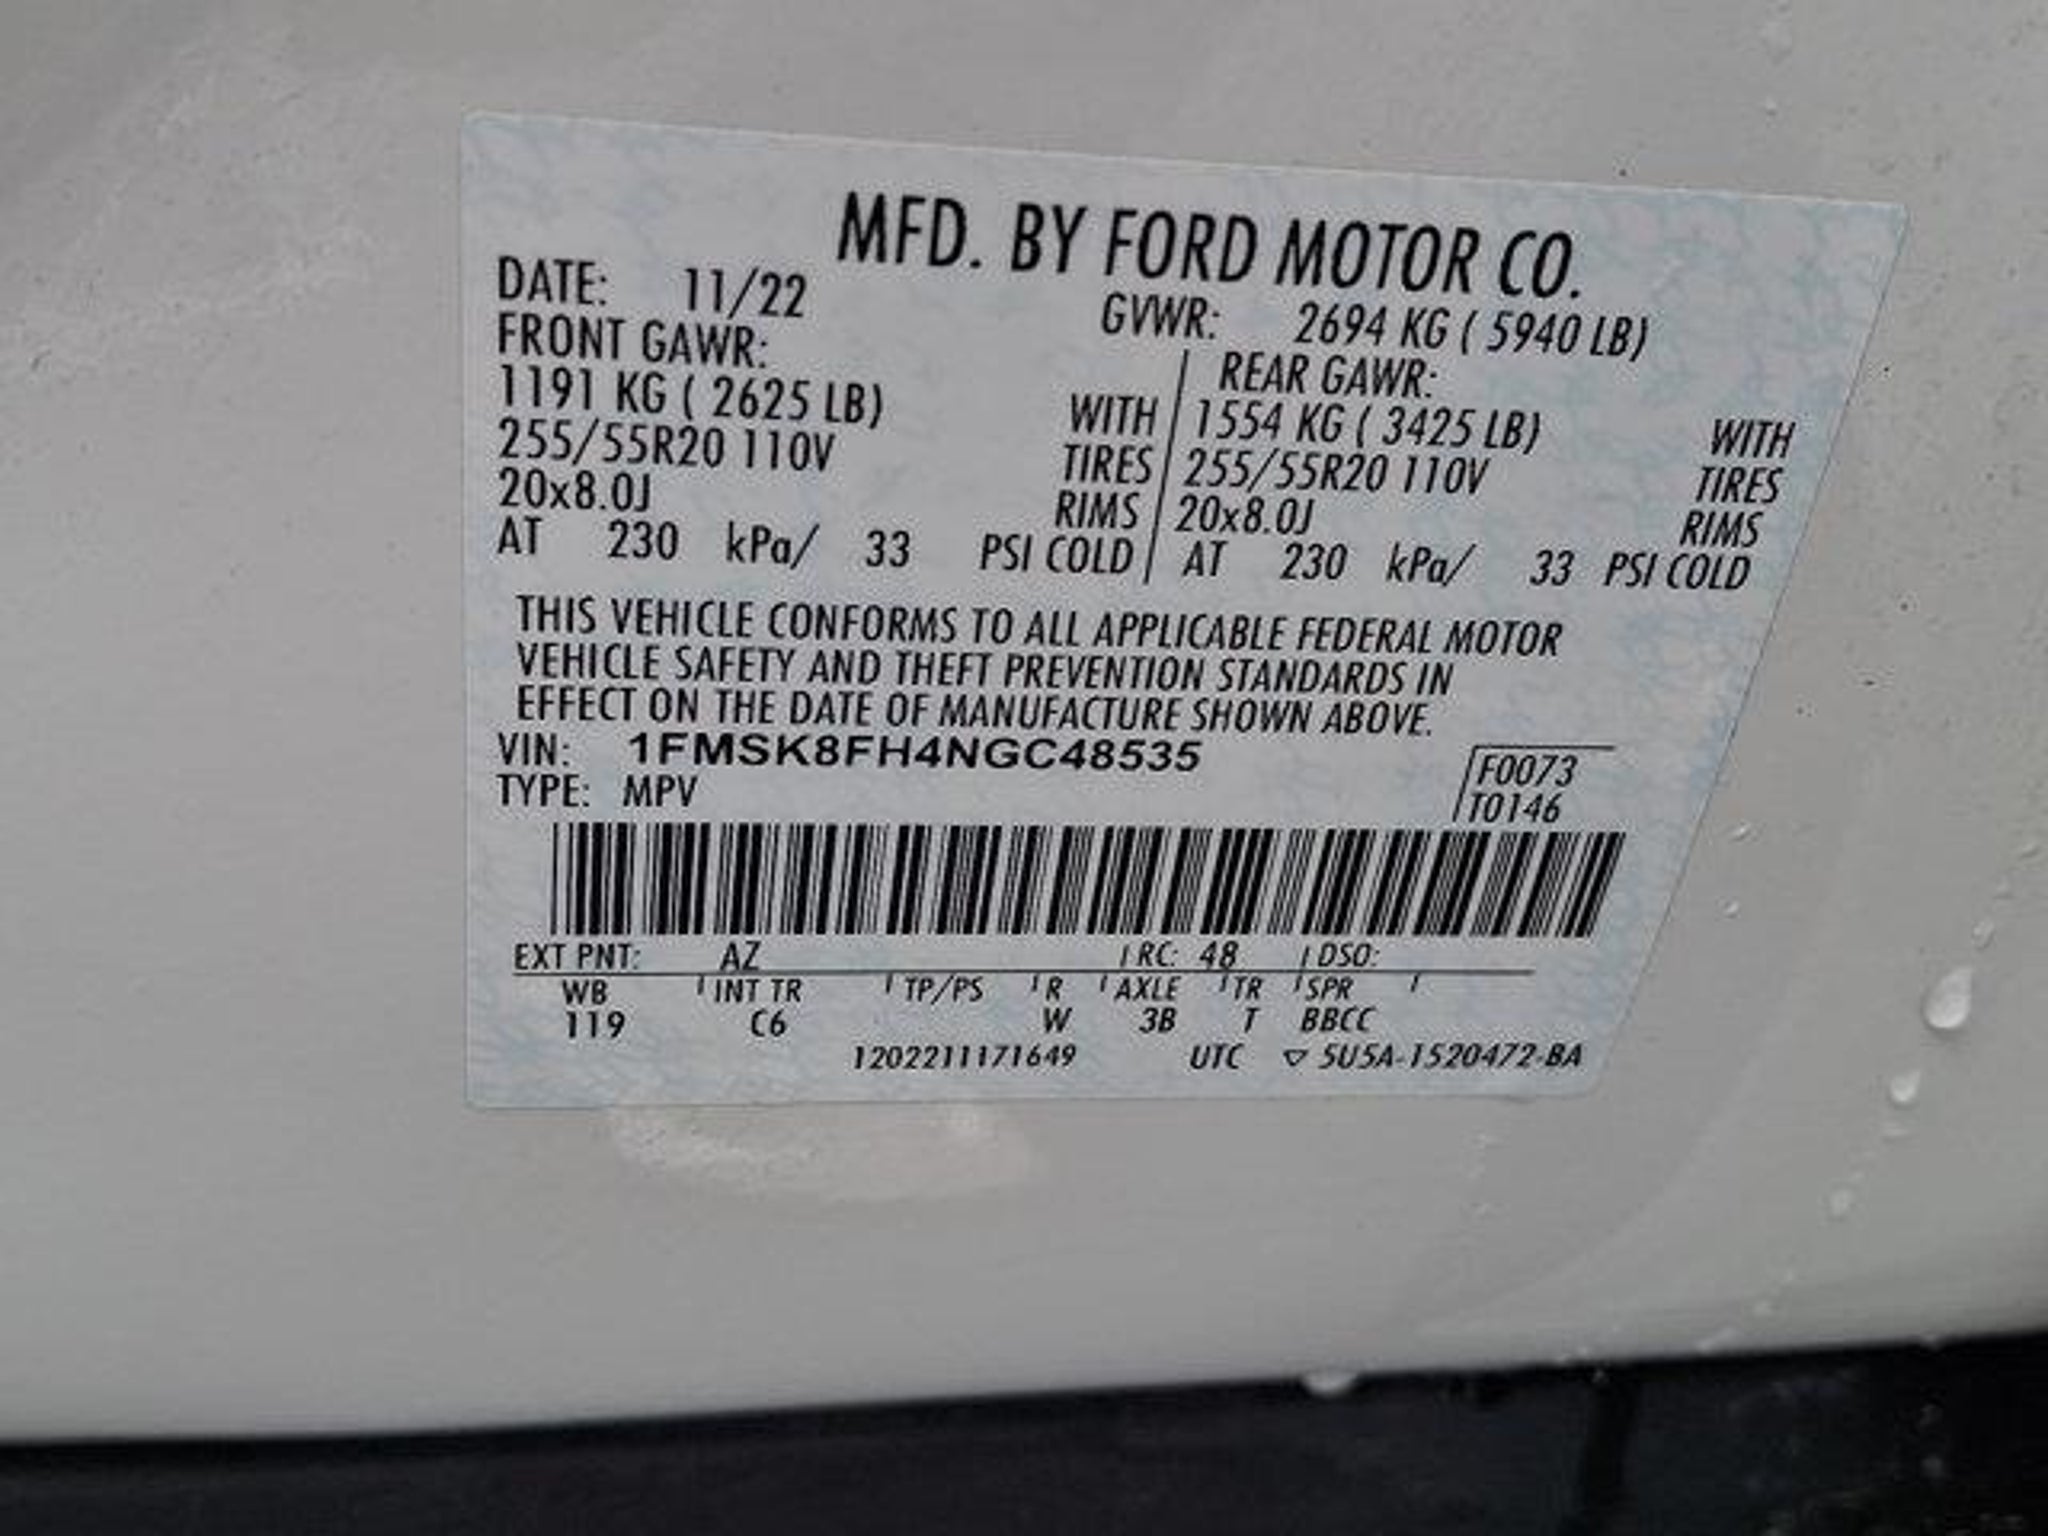 MFD. BY FORD MOTOR CO.
DATE: 11/22 GVWR: 2694 KG ( 5940 LB)
FRONT GAWR: REAR GAWR:
1191 KG ( 2625 LB) WITH 1554 KG ( 3425 LB) WITH
255/55R20 110V TIRES 255/55R20 110V TIRES
20x8.0J RIMS 20x8.0J RIMS
AT 230 kPa/ 33 PSI COLD AT 230 kPa/ 33 PSI COLD
THIS VEHICLE CONFORMS TO ALL APPLICABLE FEDERAL MOTOR
VEHICLE SAFETY AND THEFT PREVENTION STANDARDS IN
EFFECT ON THE DATE OF MANUFACTURE SHOWN ABOVE.
VIN: 1FMSK8FH4NGC48535
TYPE: MPV
F0073
T0146
EXT PNT: AZ RC: 48 DSO:
WB INT TR TP/PS R AXLE TR SPR
119 C6 W 3B T BBCC
1202211171649 UTC ▽ 5U5A-1520472-BA